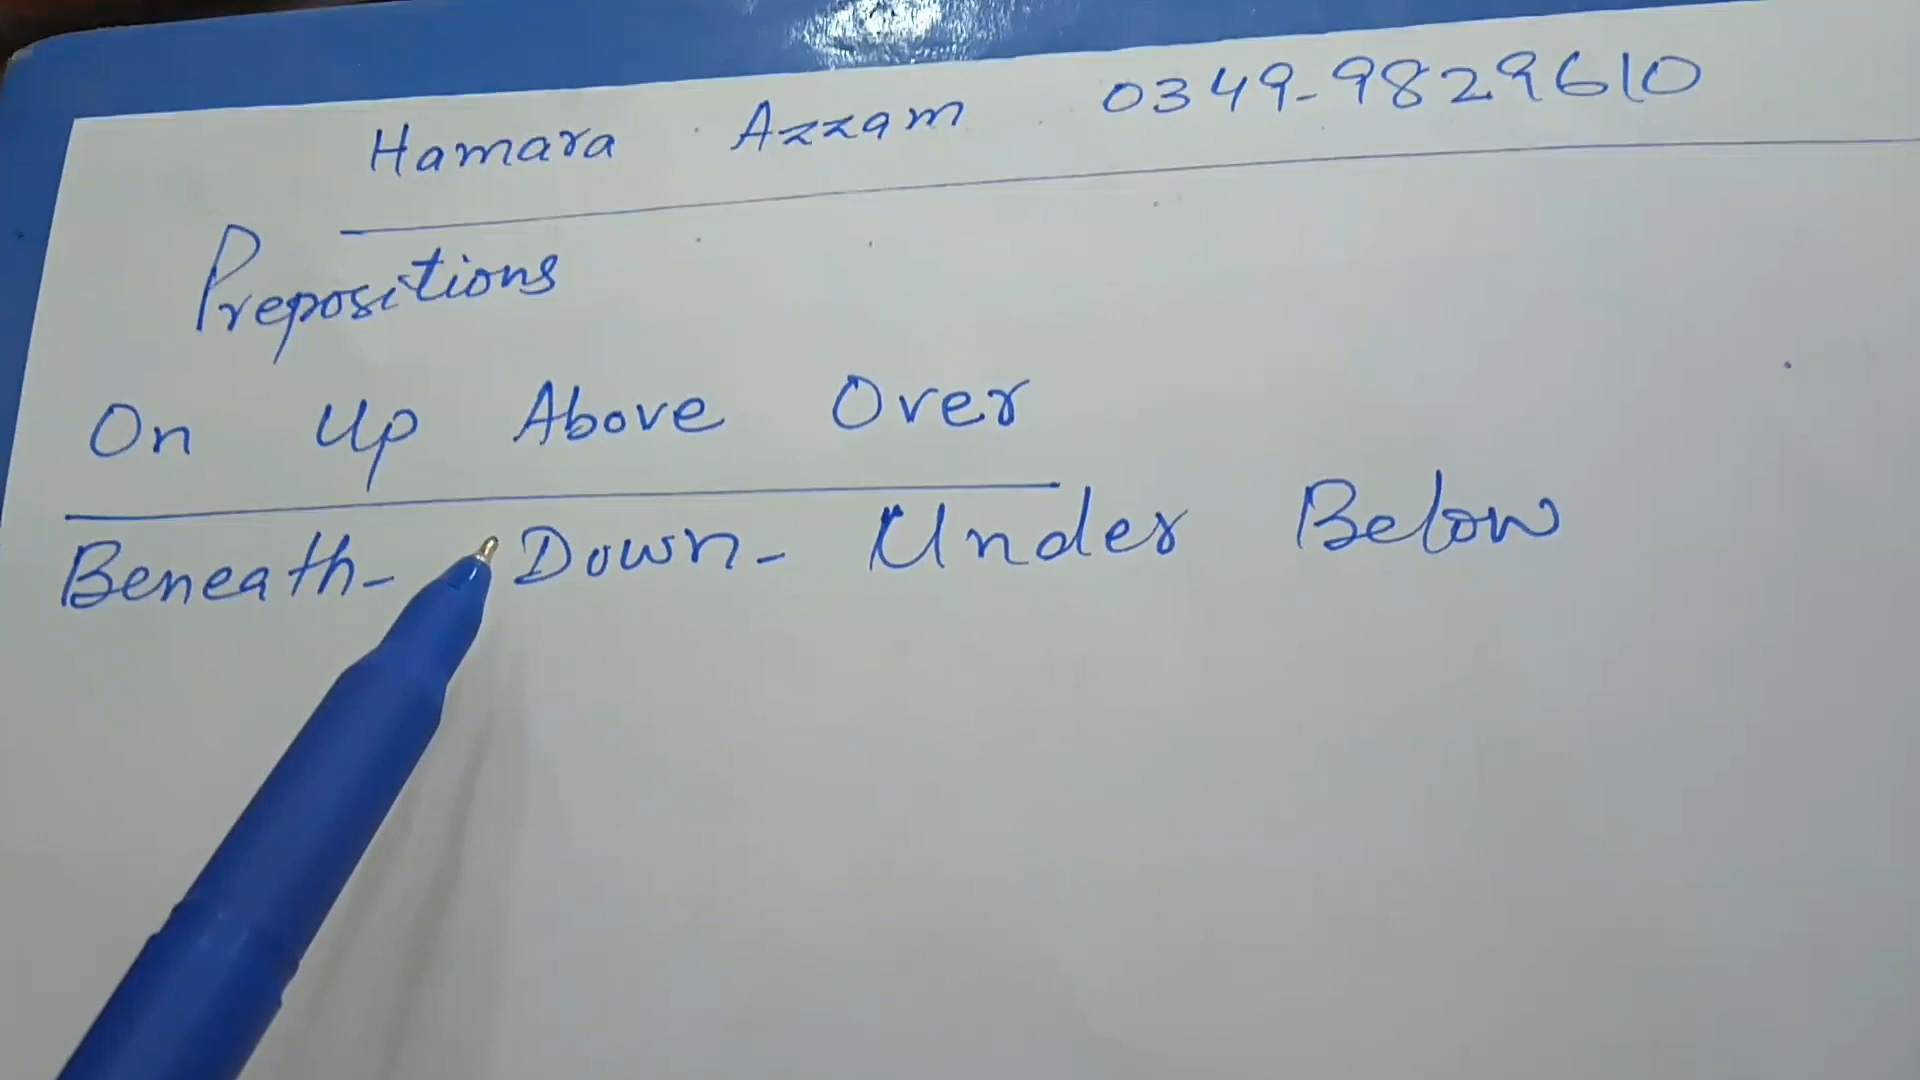 Hamara Azzam 0349-9829610
Prepositions
On Up Above Over
Beneath- Down- Under Below